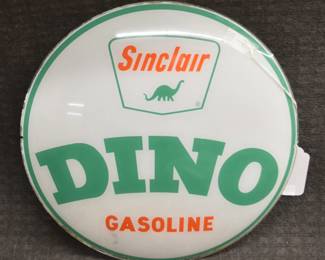 Sinclair
®
DINO
GASOLINE